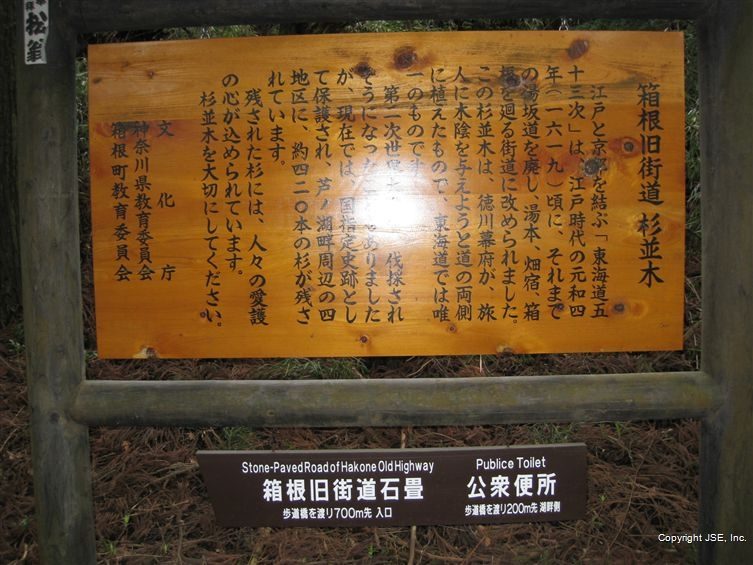 箱根旧街道 杉並木
江戸と京都を結ぶ「東海道五
十三次」は、江戸時代の元和四
年(一六一九)頃に、それまで
の湯坂道を廃し、湯本、畑宿、箱
根を廻る街道に改められました。
この杉並木は、徳川幕府が、旅
人に木陰を与えようと道の両側
に植えたもので、東海道では唯
一のものです
第二次世界 伐採され
そうになった ありました
が、現在では、国指定史跡とし
て保護され、芦ノ湖畔周辺の四
地区に、約四二〇本の杉が残さ
れています。
残された杉には、人々の愛護
の心が込められています。
杉並木を大切にしてください。
文化庁
神奈川県教育委員会
箱根町教育委員会
松翁
Stone-Paved Road of Hakone Old Highway
箱根旧街道石畳
歩道橋を渡り700m先 入口
Publice Toilet
公衆便所
歩道橋を渡り200m先 湖畔側
Copyright JSE, Inc.